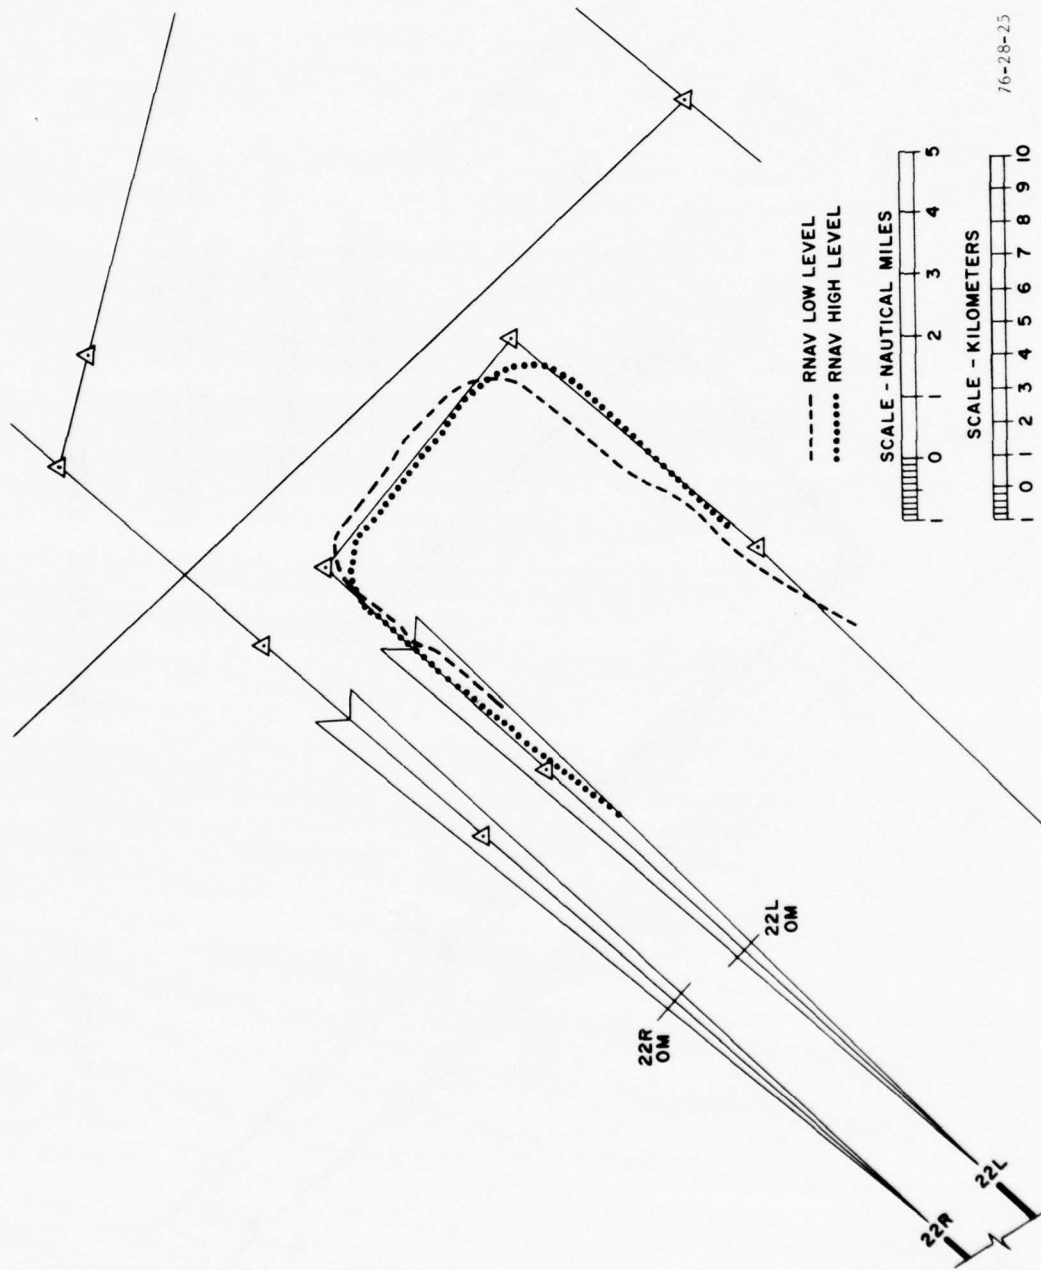 RNAV LOW LEVEL
RNAV HIGH LEVEL
SCALE - NAUTICAL MILES
1 0 1 2 3 4 5
SCALE - KILOMETERS
1 0 1 2 3 4 5 6 7 8 9 10
22R
OM
22L
OM
22R
22L
76-28-25